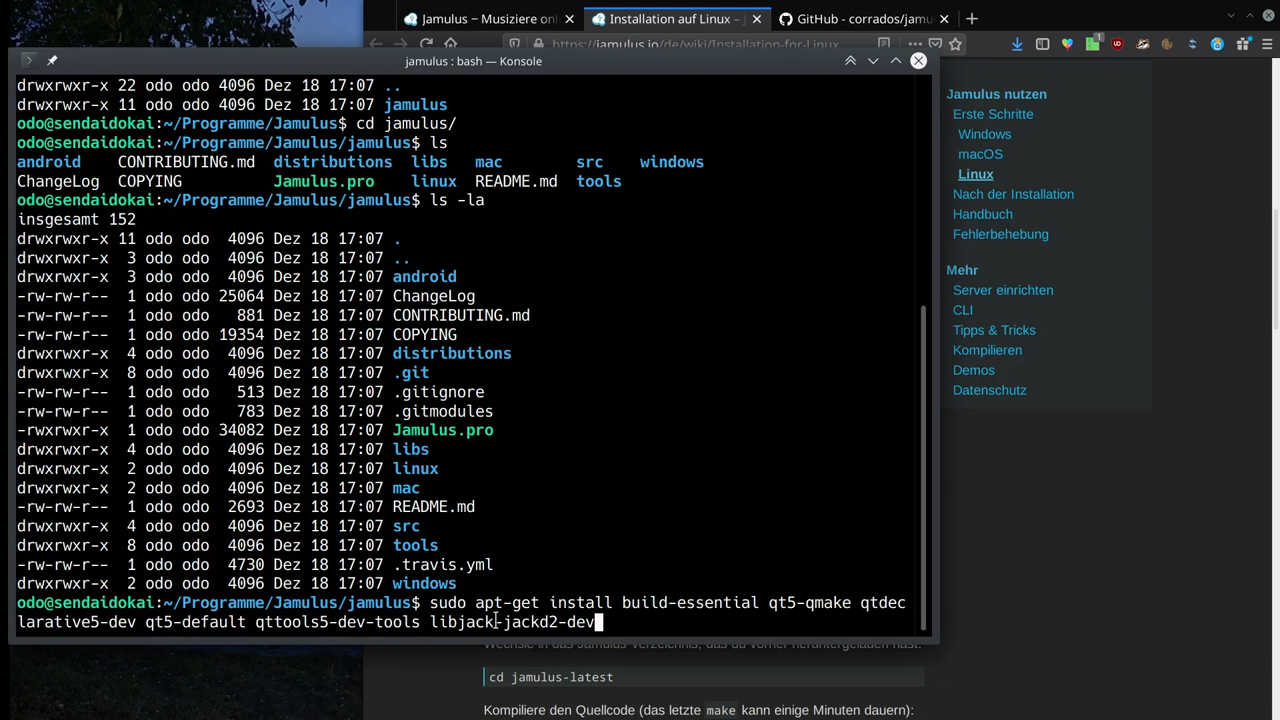 Jamulus – Musiziere onl
Installation auf Linux – J
GitHub - corrados/jamu
https://jamulus.io/de/wiki/Installation-for-Linux
jamulus : bash — Konsole
drwxrwxr-x 22 odo odo 4096 Dez 18 17:07 ..
drwxrwxr-x 11 odo odo 4096 Dez 18 17:07 jamulus
odo@sendaidokai:~/Programme/Jamulus$ cd jamulus/
odo@sendaidokai:~/Programme/Jamulus/jamulus$ ls
android CONTRIBUTING.md distributions libs mac src windows
ChangeLog COPYING Jamulus.pro linux README.md tools
odo@sendaidokai:~/Programme/Jamulus/jamulus$ ls -la
insgesamt 152
drwxrwxr-x 11 odo odo 4096 Dez 18 17:07 .
drwxrwxr-x 3 odo odo 4096 Dez 18 17:07 ..
drwxrwxr-x 2 odo odo 4096 Dez 18 17:07 android
-rw-rw-r-- 1 odo odo 25064 Dez 18 17:07 ChangeLog
-rw-rw-r-- 1 odo odo 881 Dez 18 17:07 CONTRIBUTING.md
-rw-rw-r-- 1 odo odo 19354 Dez 18 17:07 COPYING
drwxrwxr-x 4 odo odo 4096 Dez 18 17:07 distributions
drwxrwxr-x 8 odo odo 4096 Dez 18 17:07 .git
-rw-rw-r-- 1 odo odo 513 Dez 18 17:07 .gitignore
-rw-rw-r-- 1 odo odo 783 Dez 18 17:07 .gitmodules
-rwxrwxr-x 1 odo odo 34082 Dez 18 17:07 Jamulus.pro
drwxrwxr-x 4 odo odo 4096 Dez 18 17:07 libs
drwxrwxr-x 2 odo odo 4096 Dez 18 17:07 linux
drwxrwxr-x 2 odo odo 4096 Dez 18 17:07 mac
-rw-rw-r-- 1 odo odo 2693 Dez 18 17:07 README.md
drwxrwxr-x 4 odo odo 4096 Dez 18 17:07 src
drwxrwxr-x 8 odo odo 4096 Dez 18 17:07 tools
-rw-rw-r-- 1 odo odo 4730 Dez 18 17:07 .travis.yml
drwxrwxr-x 2 odo odo 4096 Dez 18 17:07 windows
odo@sendaidokai:~/Programme/Jamulus/jamulus$ sudo apt-get install build-essential qt5-qmake qtdec
larative5-dev qt5-default qttools5-dev-tools libjack-jackd2-dev
Jamulus nutzen
Erste Schritte
Windows
macOS
Linux
Nach der Installation
Handbuch
Fehlerbehebung
Mehr
Server einrichten
CLI
Tipps & Tricks
Kompilieren
Demos
Datenschutz
Wechsle in das Jamulus-Verzeichnis, das du vorher heruntergeladen hast:
cd jamulus-latest
Kompiliere den Quellcode (das letzte make kann einige Minuten dauern):